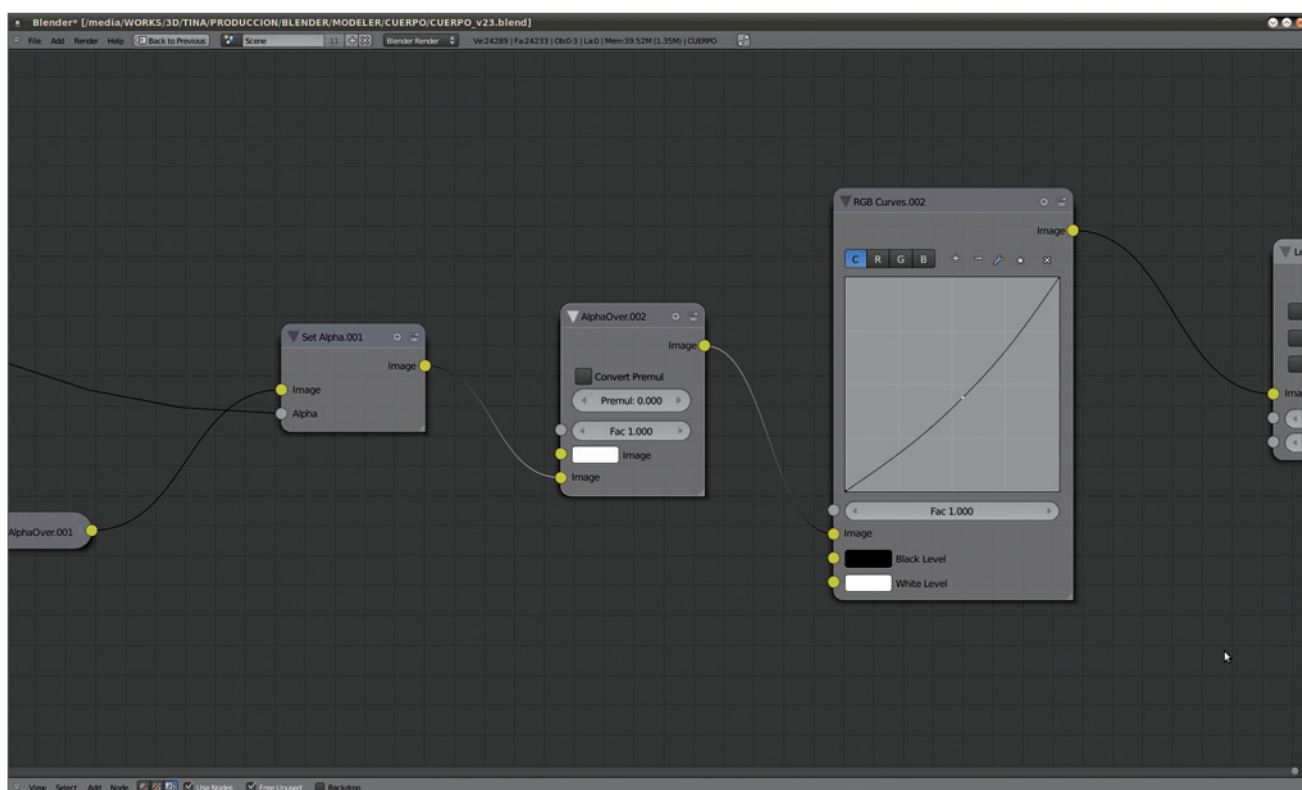 Blender* [/media/WORKS/3D/TINA/PRODUCCION/BLENDER/MODELER/CUERPO/CUERPO_v23.blend]
File Add Render Help Back to Previous Scene 11 Blender Render Ve:24289 | Fa:24233 | Ob:0-3 | La:0 | Mem:39.52M (1.35M) | CUERPO
RGB Curves.002
Image
C R G B
Le
Set Alpha.001
Image
Image
Alpha
AlphaOver.002
Image
Convert Premul
Premul: 0.000
Fac 1.000
Image
Image
Ima
AlphaOver.001
Fac 1.000
Image
Black Level
White Level
View Select Add Node Use Nodes Free Unused Backdrop